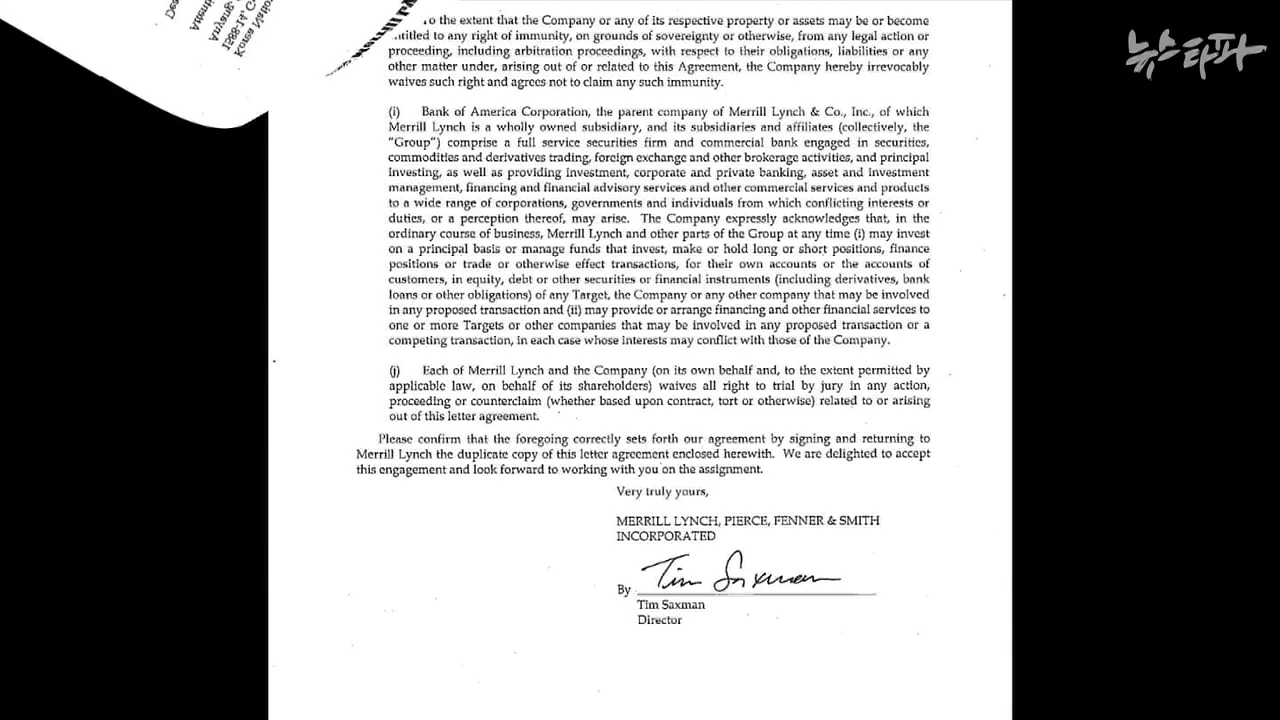 뉴스타파
Korea Nation
1588-14, C
Anyang
Attentio
Dea
.o the extent that the Company or any of its respective property or assets may be or become
.titled to any right of immunity, on grounds of sovereignty or otherwise, from any legal action or
proceeding, including arbitration proceedings, with respect to their obligations, liabilities or any
other matter under, arising out of or related to this Agreement, the Company hereby irrevocably
waives such right and agrees not to claim any such immunity.
(i) Bank of America Corporation, the parent company of Merrill Lynch & Co., Inc., of which
Merrill Lynch is a wholly owned subsidiary, and its subsidiaries and affiliates (collectively, the
“Group”) comprise a full service securities firm and commercial bank engaged in securities,
commodities and derivatives trading, foreign exchange and other brokerage activities, and principal
investing, as well as providing investment, corporate and private banking, asset and investment
management, financing and financial advisory services and other commercial services and products
to a wide range of corporations, governments and individuals from which conflicting interests or
duties, or a perception thereof, may arise. The Company expressly acknowledges that, in the
ordinary course of business, Merrill Lynch and other parts of the Group at any time (i) may invest
on a principal basis or manage funds that invest, make or hold long or short positions, finance
positions or trade or otherwise effect transactions, for their own accounts or the accounts of
customers, in equity, debt or other securities or financial instruments (including derivatives, bank
loans or other obligations) of any Target, the Company or any other company that may be involved
in any proposed transaction and (ii) may provide or arrange financing and other financial services to
one or more Targets or other companies that may be involved in any proposed transaction or a
competing transaction, in each case whose interests may conflict with those of the Company.
(j) Each of Merrill Lynch and the Company (on its own behalf and, to the extent permitted by
applicable law, on behalf of its shareholders) waives all right to trial by jury in any action,
proceeding or counterclaim (whether based upon contract, tort or otherwise) related to or arising
out of this letter agreement.
Please confirm that the foregoing correctly sets forth our agreement by signing and returning to
Merrill Lynch the duplicate copy of this letter agreement enclosed herewith. We are delighted to accept
this engagement and look forward to working with you on the assignment.
Very truly yours,
MERRILL LYNCH, PIERCE, FENNER & SMITH
INCORPORATED
Tim Saxman
By
Tim Saxman
Director